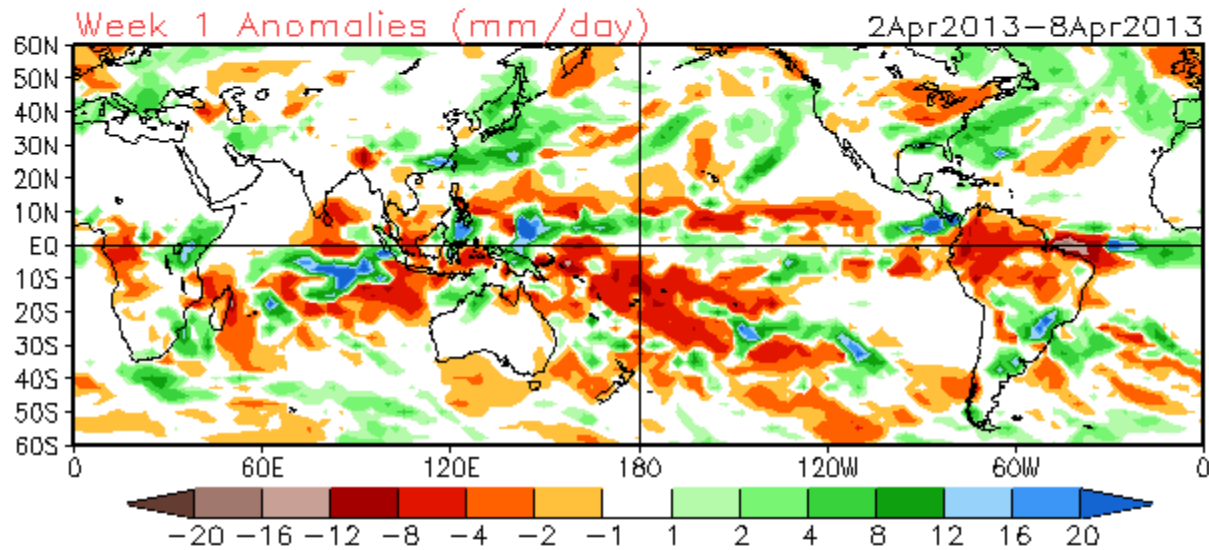 Week 1 Anomalies (mm/day) 2Apr2013-8Apr2013
60N
50N
40N
30N
20N
10N
EQ
10S
20S
30S
40S
50S
60S
0 60E 120E 180 120W 60W 0
-20 -16 -12 -8 -4 -2 -1 1 2 4 8 12 16 20